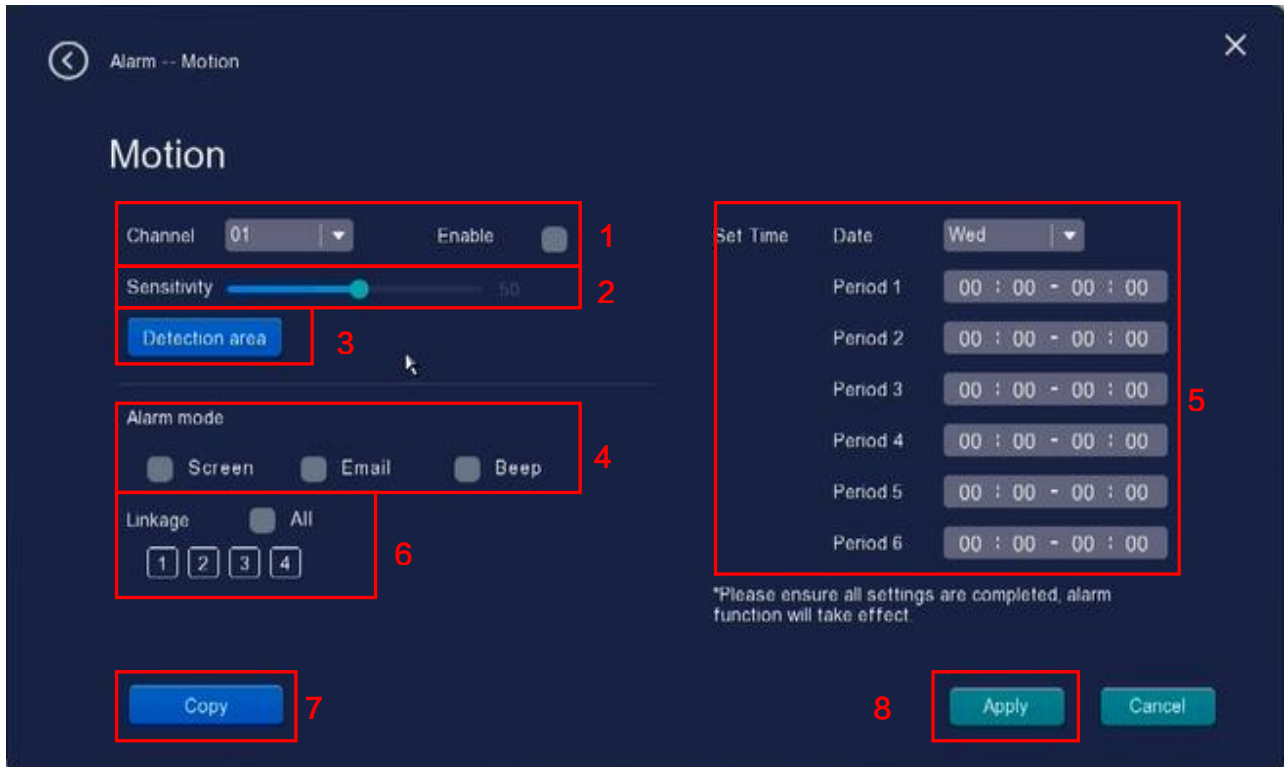 Alarm -- Motion
Motion
Channel 01 Enable 1
Sensitivity 50 2
Detection area 3
Alarm mode
Screen Email Beep 4
Linkage All
1 2 3 4 6
Set Time Date Wed
Period 1 00 : 00 - 00 : 00
Period 2 00 : 00 - 00 : 00
Period 3 00 : 00 - 00 : 00
5
Period 4 00 : 00 - 00 : 00
Period 5 00 : 00 - 00 : 00
Period 6 00 : 00 - 00 : 00
*Please ensure all settings are completed, alarm
function will take effect.
Copy 7 8 Apply Cancel